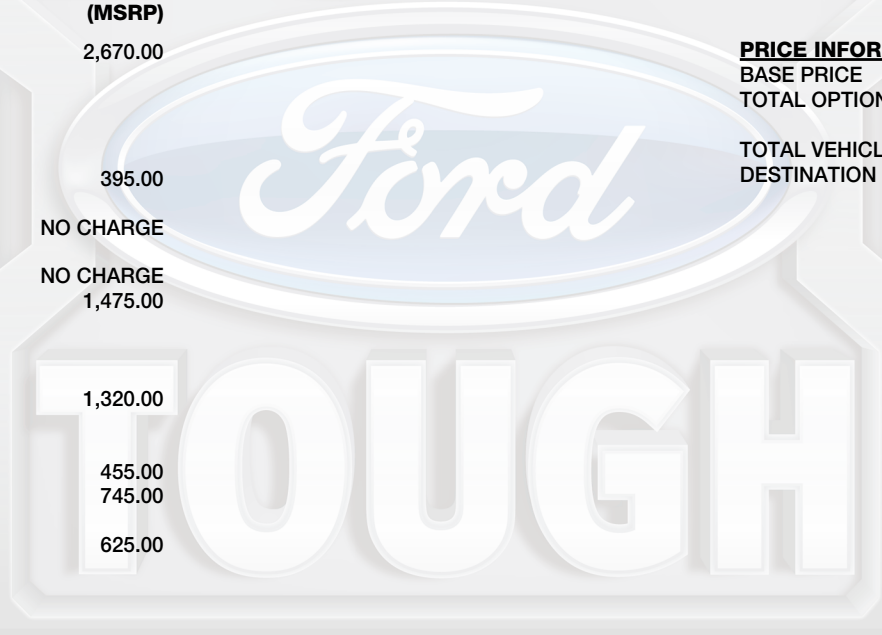 (MSRP)
2,670.00
395.00
NO CHARGE
NO CHARGE
1,475.00
1,320.00
455.00
745.00
625.00
PRICE INFOR
BASE PRICE
TOTAL OPTION
TOTAL VEHICL
DESTINATION
Ford
TOUGH